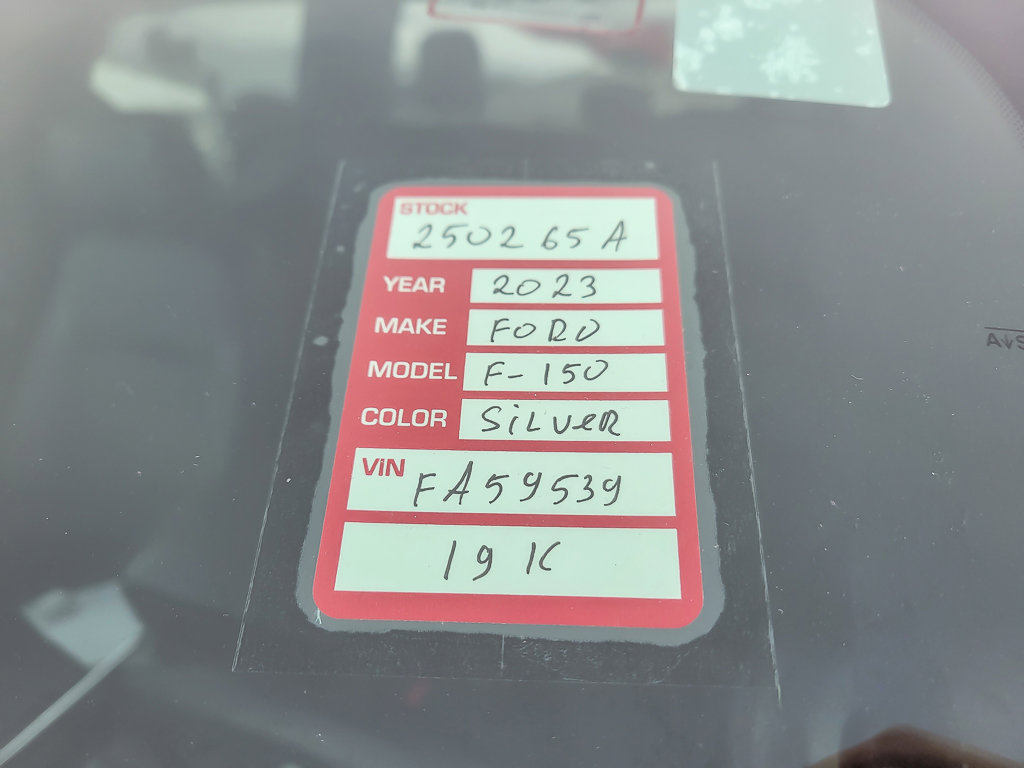 STOCK
250265A
YEAR 2023
MAKE FORD
MODEL F-150
COLOR SiLVeR
ViN
FA59539
19K